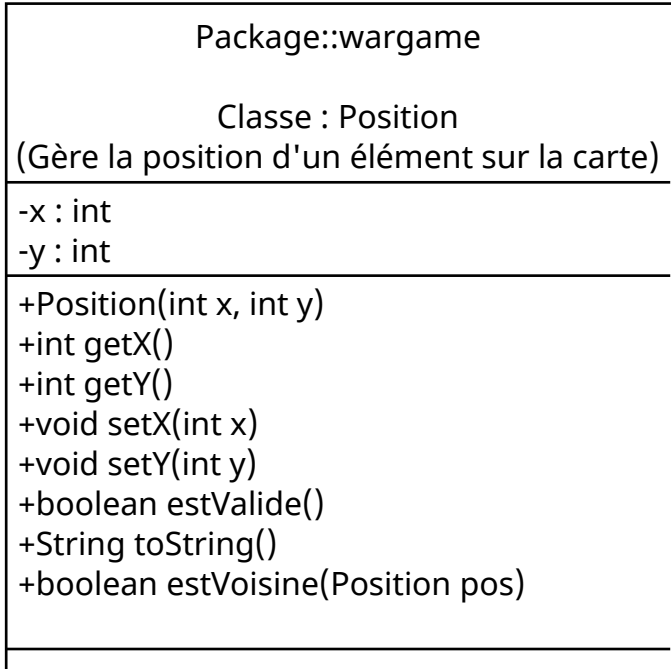 Package::wargame
Classe : Position
(Gère la position d'un élément sur la carte)
-x : int
-y : int
+Position(int x, int y)
+int getX()
+int getY()
+void setX(int x)
+void setY(int y)
+boolean estValide()
+String toString()
+boolean estVoisine(Position pos)